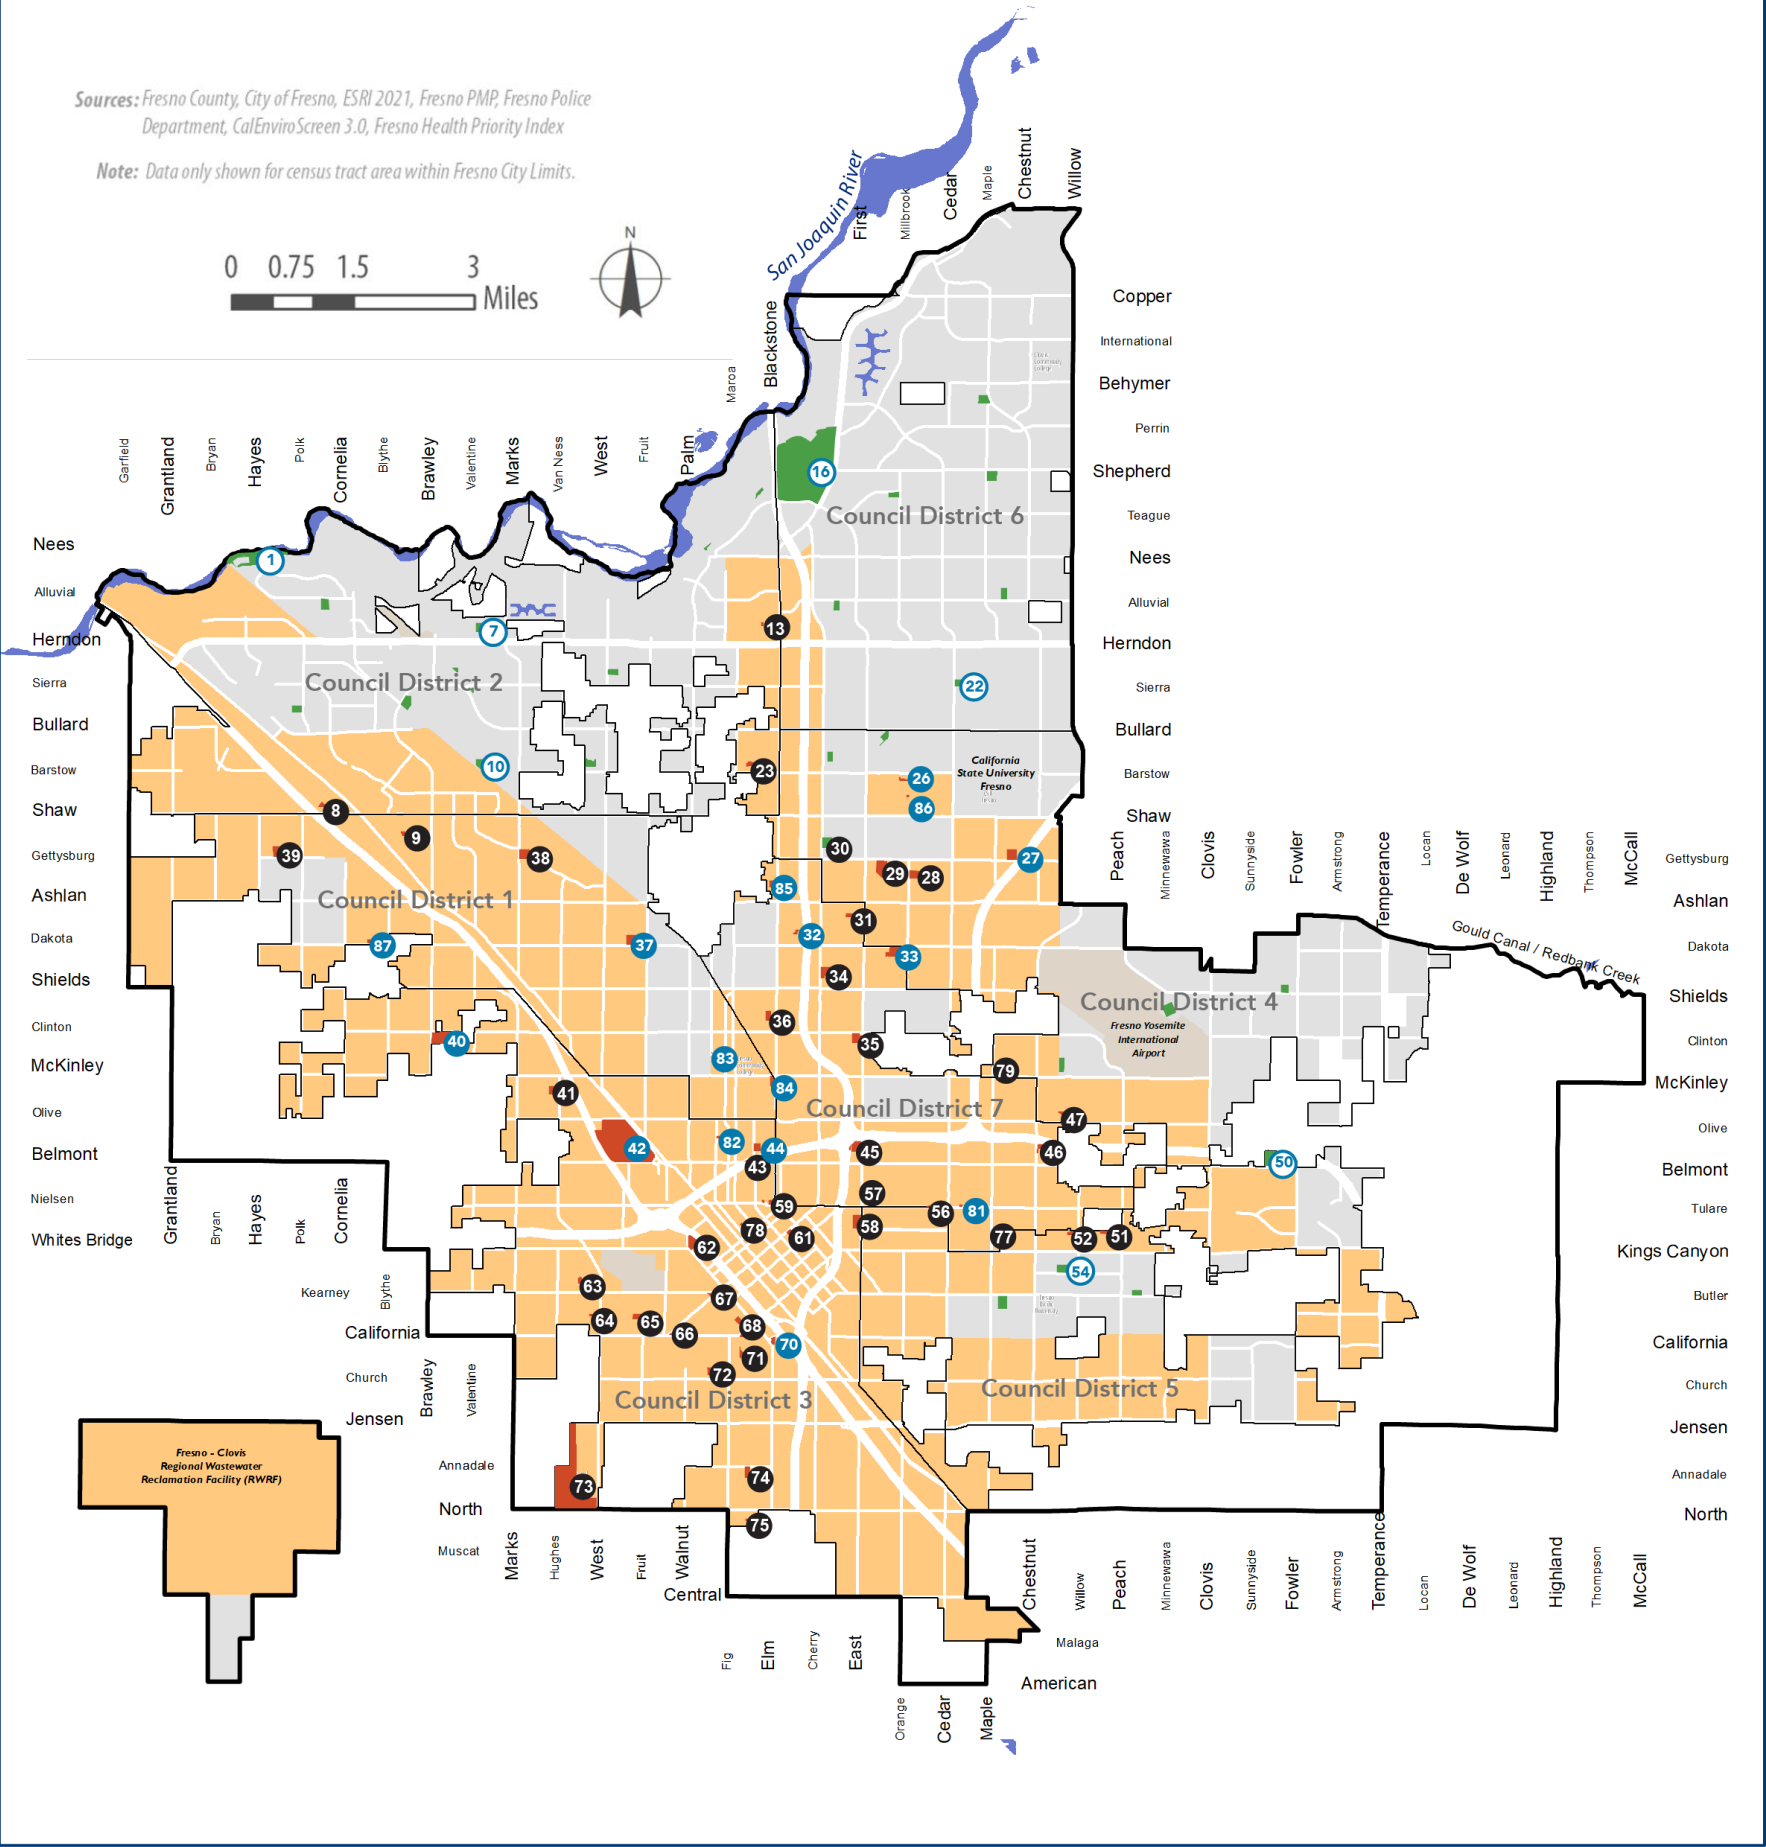 Sources: Fresno County, City of Fresno, ESRI 2021, Fresno PMP, Fresno Police
Department, CalEnviroScreen 3.0, Fresno Health Priority Index
Note: Data only shown for census tract area within Fresno City Limits.
0 0.75 1.5 3
Miles
N
San Joaquin River
First
Millbrook
Cedar
Maple
Chestnut
Willow
Copper
International
Behymer
Perrin
Shepherd
Teague
Nees
Alluvial
Herndon
Sierra
Bullard
Barstow
Shaw
Maroa
Blackstone
Garfield
Grantland
Bryan
Hayes
Polk
Cornelia
Blythe
Brawley
Valentine
Marks
Van Ness
West
Fruit
Palm
Nees
Alluvial
Herndon
Sierra
Bullard
Barstow
Shaw
Gettysburg
Ashlan
Dakota
Shields
Clinton
McKinley
Olive
Belmont
Nielsen
Whites Bridge
Kearney
California
Church
Jensen
Annadale
North
Muscat
Central
Peach
Minnewawa
Clovis
Sunnyside
Fowler
Armstrong
Temperance
Locan
De Wolf
Leonard
Highland
Thompson
McCall
Gettysburg
Ashlan
Dakota
Shields
Clinton
McKinley
Olive
Belmont
Tulare
Kings Canyon
Butler
California
Church
Jensen
Annadale
North
Gould Canal / Redbank Creek
Council District 6
Council District 2
Council District 1
Council District 4
Council District 7
Council District 5
Council District 3
California
State University
Fresno
Fresno Yosemite
International
Airport
Fresno - Clovis
Regional Wastewater
Reclamation Facility (RWRF)
1
7
16
13
22
10
23
26
86
8
9
39
38
30
29
28
27
85
31
32
33
87
37
34
36
40
35
83
79
84
41
47
42
82
44
45
46
43
50
57
59
56
81
58
78
61
77
52
51
62
54
63
67
64
65
66
68
70
71
72
73
74
75
Grantland
Bryan
Hayes
Polk
Cornelia
Blythe
Brawley
Valentine
Marks
Hughes
West
Fruit
Walnut
Fig
Elm
Cherry
East
Orange
Cedar
Maple
Malaga
American
Chestnut
Willow
Peach
Minnewawa
Clovis
Sunnyside
Fowler
Armstrong
Temperance
Locan
De Wolf
Leonard
Highland
Thompson
McCall